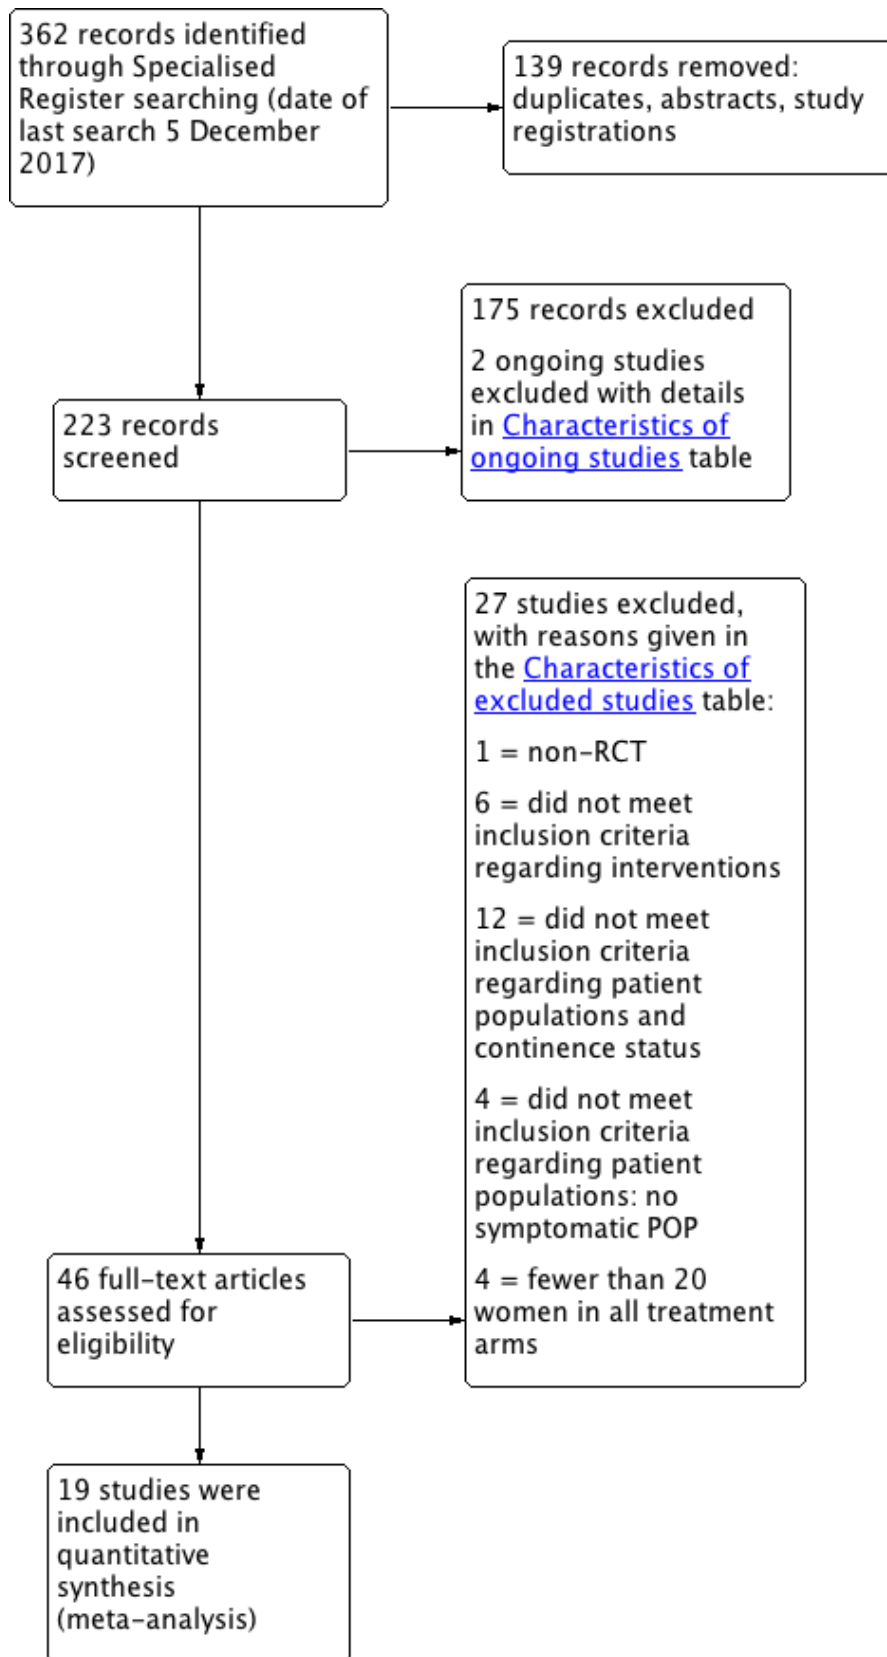 362 records identified
through Specialised
Register searching (date of
last search 5 December
2017)
139 records removed:
duplicates, abstracts, study
registrations
175 records excluded
2 ongoing studies
excluded with details
in Characteristics of
ongoing studies table
223 records
screened
27 studies excluded,
with reasons given in
the Characteristics of
excluded studies table:
1 = non-RCT
6 = did not meet
inclusion criteria
regarding interventions
12 = did not meet
inclusion criteria
regarding patient
populations and
continence status
4 = did not meet
inclusion criteria
regarding patient
populations: no
symptomatic POP
4 = fewer than 20
women in all treatment
arms
46 full-text articles
assessed for
eligibility
19 studies were
included in
quantitative
synthesis
(meta-analysis)